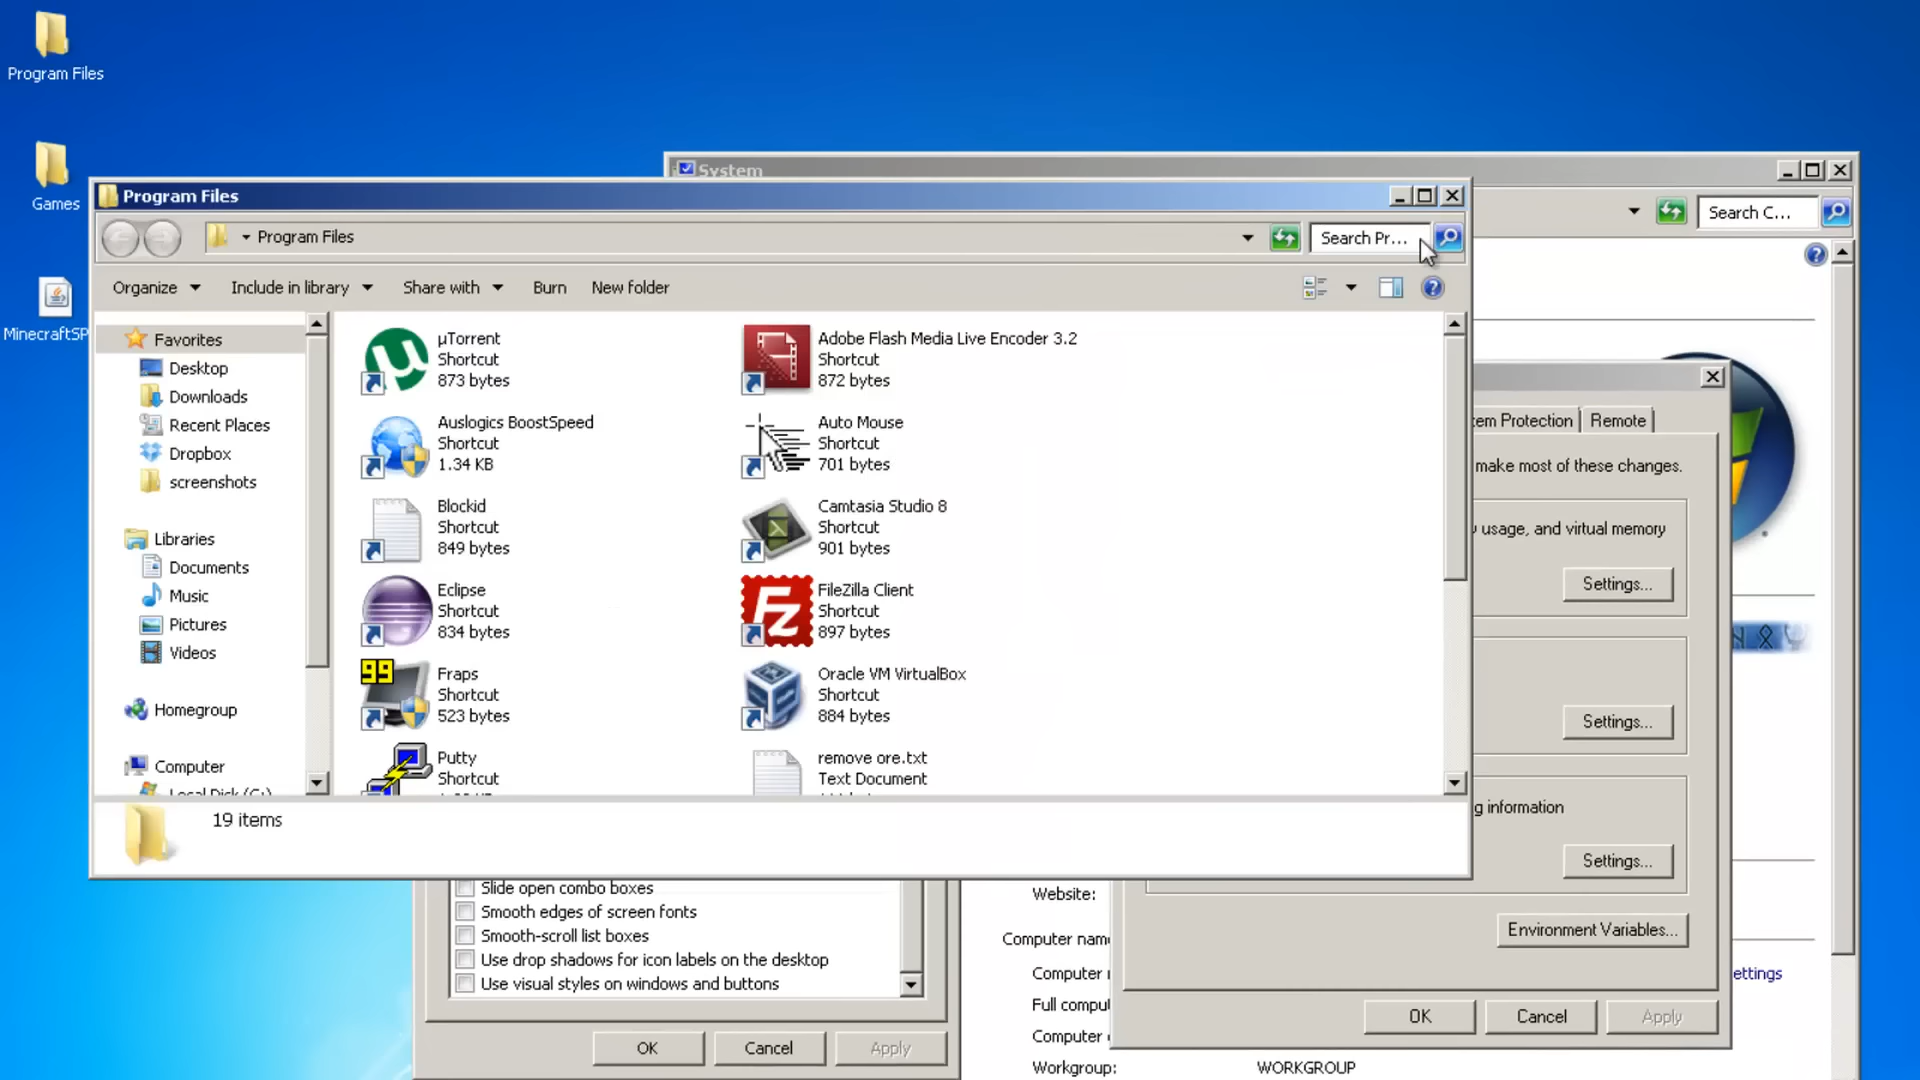 Program Files
Games
MinecraftSP
System
Search C...
Program Files
Program Files
Search Pr...
Organize
Include in library
Share with
Burn
New folder
Favorites
Desktop
Downloads
Recent Places
Dropbox
screenshots
Libraries
Documents
Music
Pictures
Videos
Homegroup
Computer
Local Disk (C:)
µTorrent
Shortcut
873 bytes
Adobe Flash Media Live Encoder 3.2
Shortcut
872 bytes
Auslogics BoostSpeed
Shortcut
1.34 KB
Auto Mouse
Shortcut
701 bytes
Blockid
Shortcut
849 bytes
Camtasia Studio 8
Shortcut
901 bytes
Eclipse
Shortcut
834 bytes
FileZilla Client
Shortcut
897 bytes
99
Fraps
Shortcut
523 bytes
Oracle VM VirtualBox
Shortcut
884 bytes
Putty
Shortcut
remove ore.txt
Text Document
19 items
tem Protection
Remote
make most of these changes.
usage, and virtual memory
Settings...
Settings...
g information
Settings...
Environment Variables...
OK
Cancel
Apply
Slide open combo boxes
Smooth edges of screen fonts
Smooth-scroll list boxes
Use drop shadows for icon labels on the desktop
Use visual styles on windows and buttons
OK
Cancel
Apply
Website:
Computer name
Computer
Full compu
Computer
Workgroup:
WORKGROUP
ettings